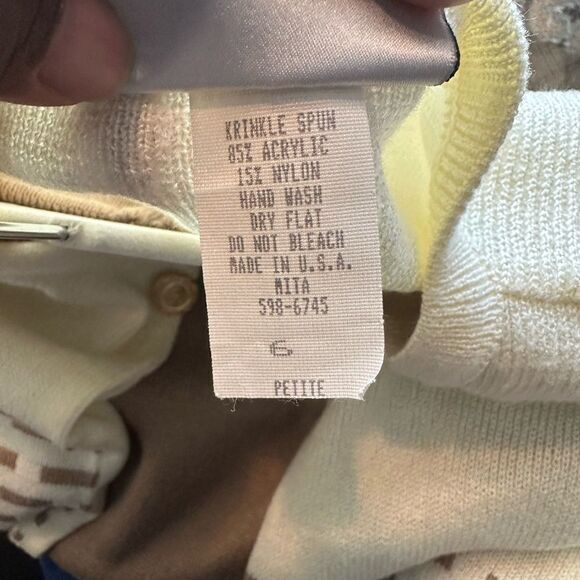 KRINKLE SPUN
85% ACRYLIC
15% NYLON
HAND WASH
DRY FLAT
DO NOT BLEACH
MADE IN U.S.A.
MITA
598-6745
6
PETITE